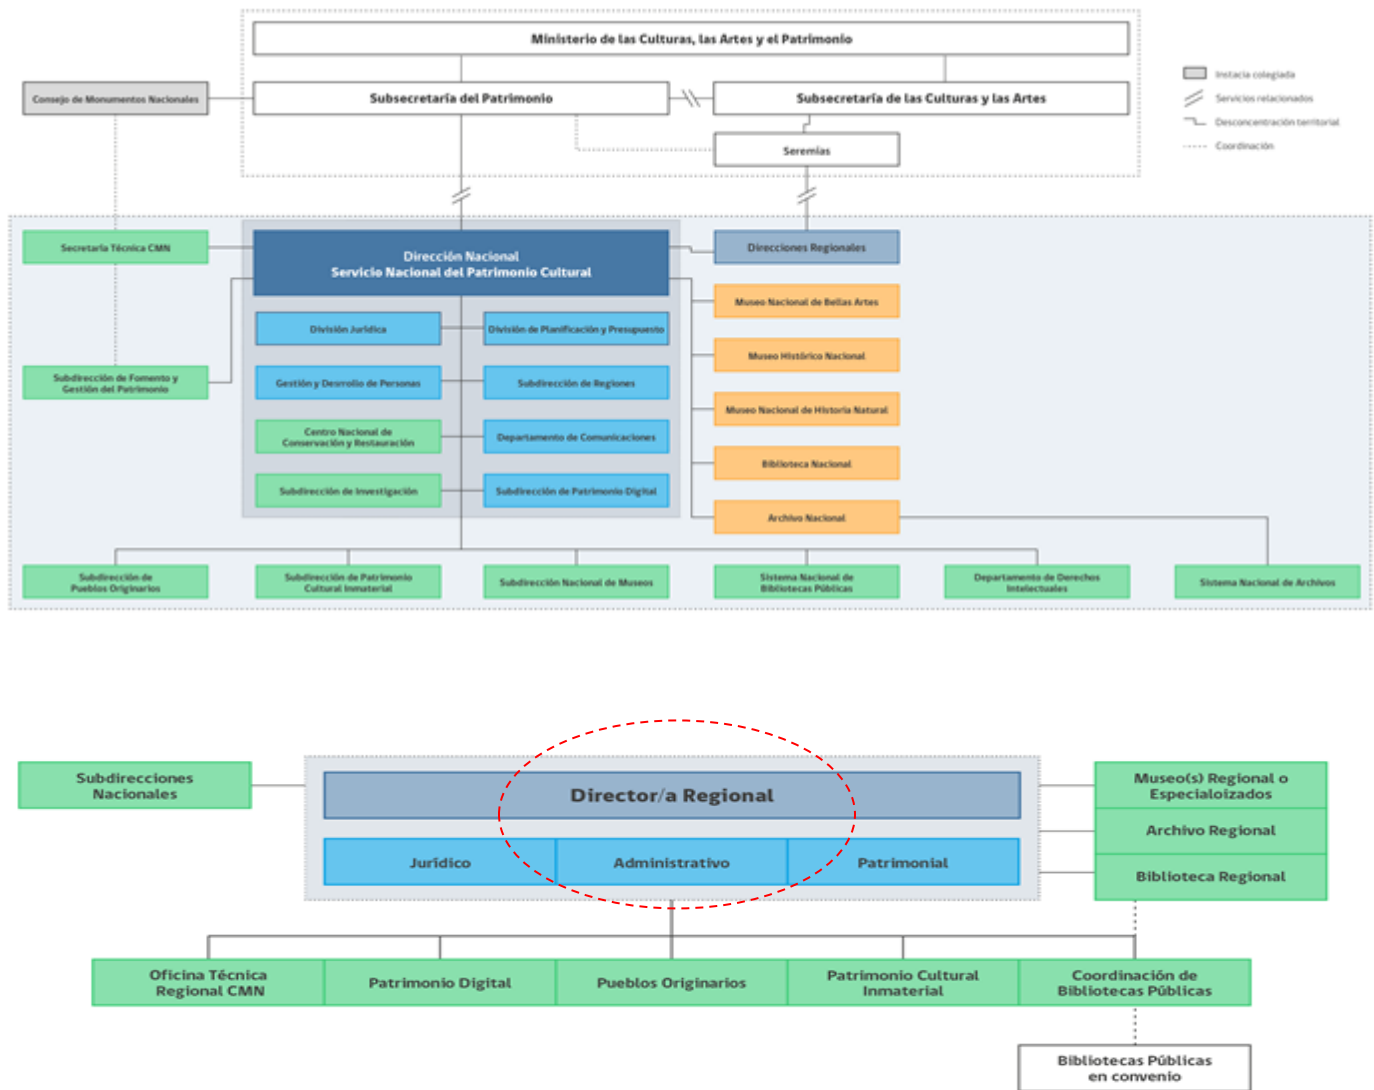 Ministerio de las Culturas, las Artes y el Patrimonio
Consejo de Monumentos Nacionales
Subsecretaría del Patrimonio
Subsecretaría de las Culturas y las Artes
Seremías
Instacia colegiada
Servicios relacionados
Desconcentración territorial
Coordinación
Secretaría Técnica CMN
Dirección Nacional
Servicio Nacional del Patrimonio Cultural
Direcciones Regionales
Museo Nacional de Bellas Artes
División Jurídica
División de Planificación y Presupuesto
Museo Histórico Nacional
Subdirección de Fomento y
Gestión del Patrimonio
Gestión y Desrrollo de Personas
Subdirección de Regiones
Museo Nacional de Historia Natural
Centro Nacional de
Conservación y Restauración
Departamento de Comunicaciones
Biblioteca Nacional
Subdirección de Investigación
Subdirección de Patrimonio Digital
Archivo Nacional
Subdirección de
Pueblos Originarios
Subdirección de Patrimonio
Cultural Inmaterial
Subdirección Nacional de Museos
Sistema Nacional de
Bibliotecas Públicas
Departamento de Derechos
Intelectuales
Sistema Nacional de Archivos
Subdirecciones
Nacionales
Director/a Regional
Museo(s) Regional o
Especialoizados
Archivo Regional
Jurídico
Administrativo
Patrimonial
Biblioteca Regional
Oficina Técnica
Regional CMN
Patrimonio Digital
Pueblos Originarios
Patrimonio Cultural
Inmaterial
Coordinación de
Bibliotecas Públicas
Bibliotecas Públicas
en convenio